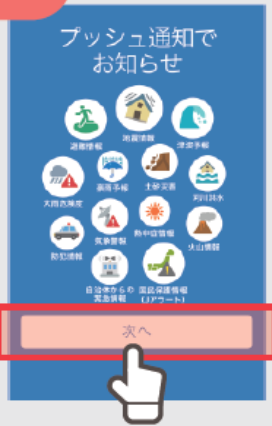 プッシュ通知で
お知らせ
地震情報
避難情報
津波予報
豪雨予報
土砂災害
大雨危険度
河川洪水
熱中症情報
気象警報
防犯情報
火山情報
自治体からの
緊急情報
国民保護情報
(Jアラート)
次へ